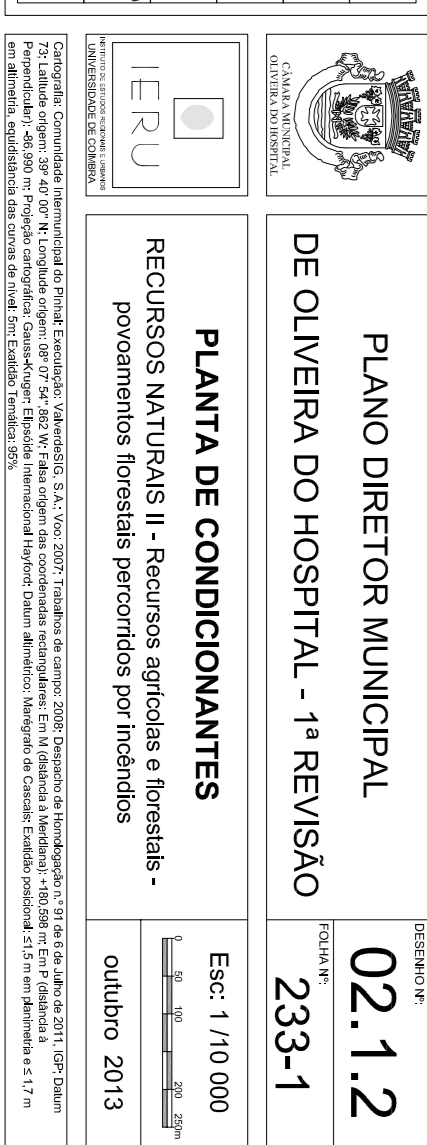 CÂMARA MUNICIPAL
OLIVEIRA DO HOSPITAL
PLANO DIRETOR MUNICIPAL
DE OLIVEIRA DO HOSPITAL - 1ª REVISÃO
DESENHO Nº:
02.1.2
FOLHA Nº:
233-1
IERU
INSTITUTO DE ESTUDOS REGIONAIS E URBANOS
UNIVERSIDADE DE COIMBRA
PLANTA DE CONDICIONANTES
RECURSOS NATURAIS II - Recursos agrícolas e florestais -
povoamentos florestais percorridos por incêndios
Esc: 1 /10 000
0 50 100 200 250m
outubro 2013
Cartografia: Comunidade Intermunicipal do Pinhal; Executação: ValverdeSIG, S.A.; Voo: 2007; Trabalhos de campo: 2008; Despacho de Homologação n.º 91 de 6 de Julho de 2011, IGP; Datum
73; Latitude origem: 39º 40' 00'' N; Longitude origem: 08º 07' 54'',862 W; Falsa origem das coordenadas rectangulares: Em M (distância à Meridiana): +180,598 m; Em P (distância à
Perpendicular): -86,990 m; Projeção cartográfica: Gauss-Kruger; Elipsóide Internacional Hayford; Datum altimétrico: Marégrafo de Cascais; Exatidão posicional: ≤1,5 m em planimetria e ≤ 1,7 m
em altimetria, equidistância das curvas de nível: 5m; Exatidão Temática: 95%